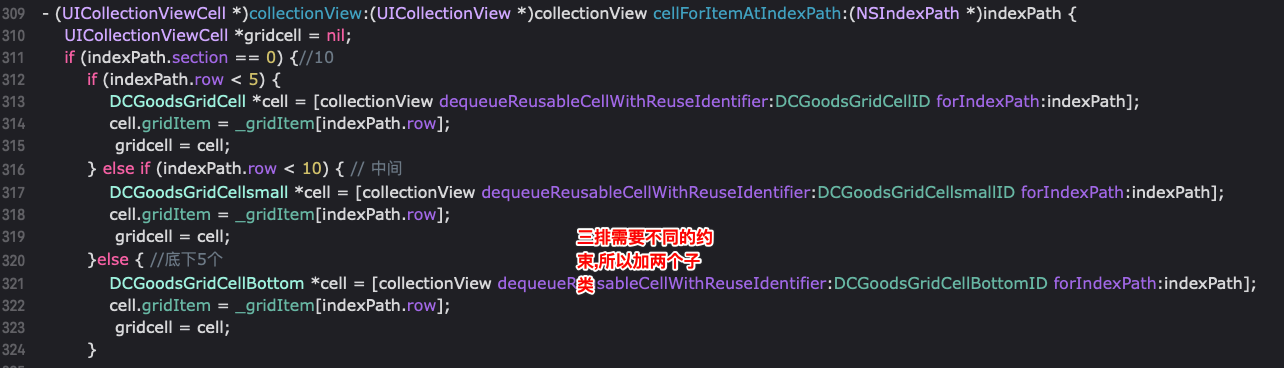 309 - (UICollectionViewCell *)collectionView:(UICollectionView *)collectionView cellForItemAtIndexPath:(NSIndexPath *)indexPath {
310 UICollectionViewCell *gridcell = nil;
311 if (indexPath.section == 0) {//10
312 if (indexPath.row < 5) {
313 DCGoodsGridCell *cell = [collectionView dequeueReusableCellWithReuseIdentifier:DCGoodsGridCellID forIndexPath:indexPath];
314 cell.gridItem = _gridItem[indexPath.row];
315 gridcell = cell;
316 } else if (indexPath.row < 10) { // 中间
317 DCGoodsGridCellsmall *cell = [collectionView dequeueReusableCellWithReuseIdentifier:DCGoodsGridCellsmallID forIndexPath:indexPath];
318 cell.gridItem = _gridItem[indexPath.row];
319 gridcell = cell;
三排需要不同的约
束,所以加两个子
类
320 }else { //底下5个
321 DCGoodsGridCellBottom *cell = [collectionView dequeueReusableCellWithReuseIdentifier:DCGoodsGridCellBottomID forIndexPath:indexPath];
322 cell.gridItem = _gridItem[indexPath.row];
323 gridcell = cell;
324 }